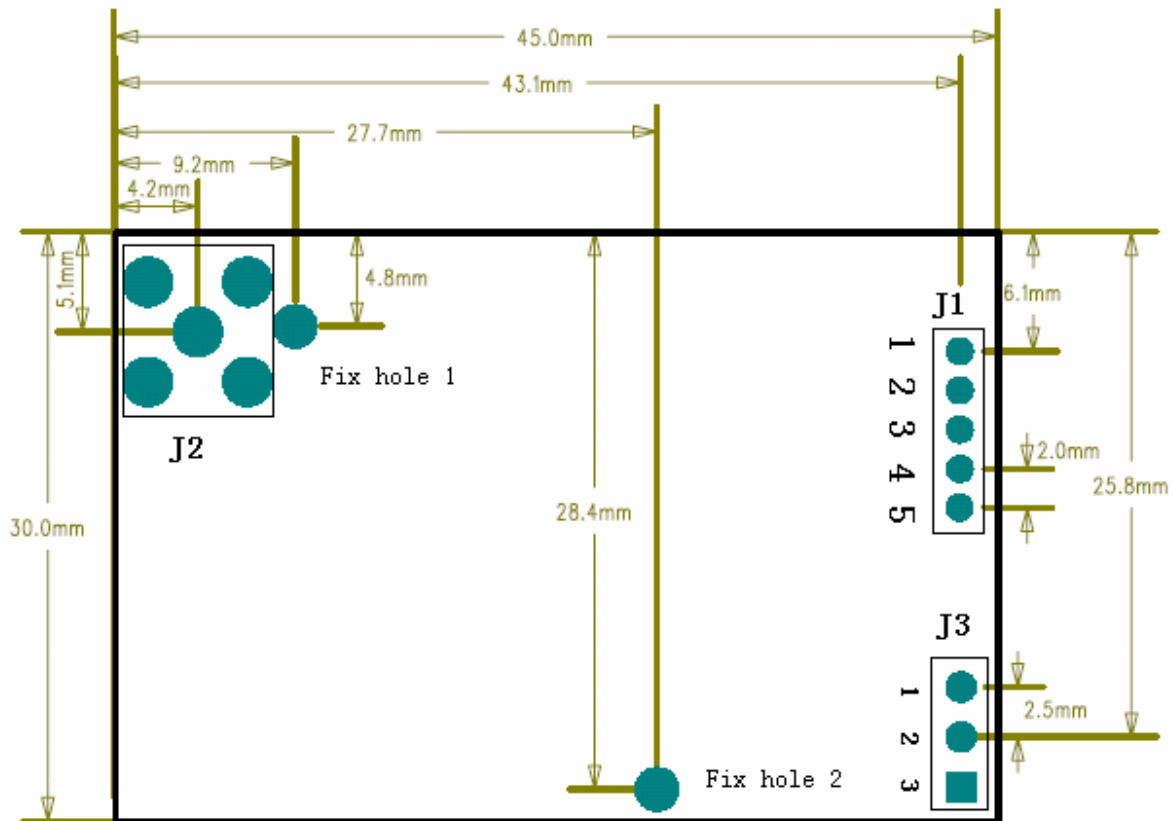 45.0mm
43.1mm
27.7mm
9.2mm
4.2mm
5.1mm
4.8mm
6.1mm
J1
1
Fix hole 1
2
3
J2
2.0mm
4
25.8mm
5
28.4mm
30.0mm
J3
1
2.5mm
2
Fix hole 2
3